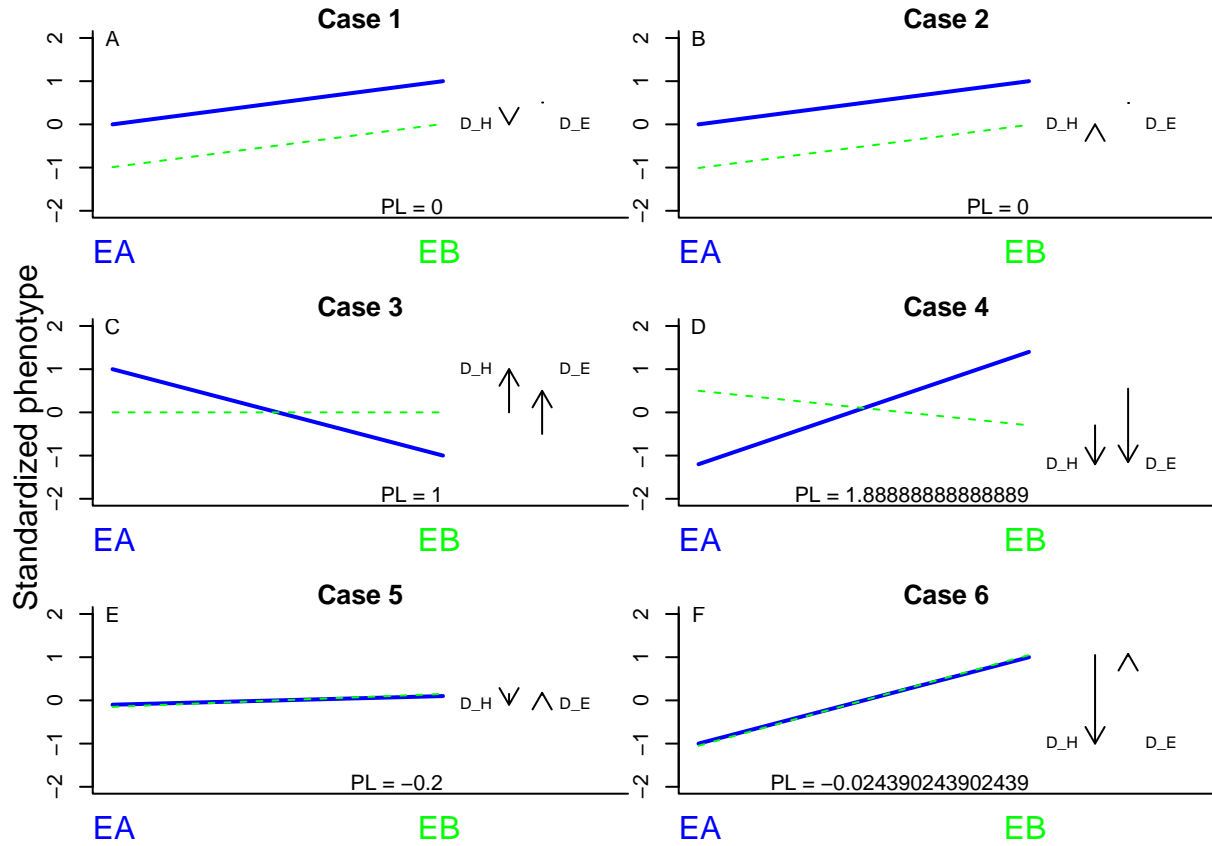 Standardized phenotype
Case 1
A
2
1
0
−1
−2
D_H
D_E
PL = 0
EA
EB
Case 2
B
2
1
0
−1
−2
D_H
D_E
PL = 0
EA
EB
Case 3
C
2
1
0
−1
−2
D_H
D_E
PL = 1
EA
EB
Case 4
D
2
1
0
−1
−2
D_H
D_E
PL = 1.88888888888889
EA
EB
Case 5
E
2
1
0
−1
−2
D_H
D_E
PL = −0.2
EA
EB
Case 6
F
2
1
0
−1
−2
D_H
D_E
PL = −0.024390243902439
EA
EB